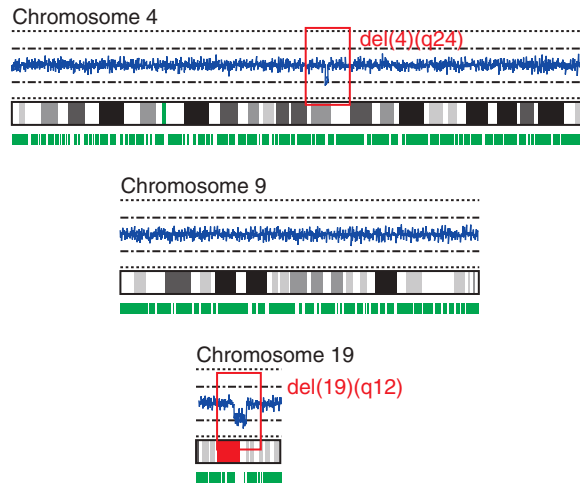 Chromosome 4
del(4)(q24)
Chromosome 9
Chromosome 19
del(19)(q12)